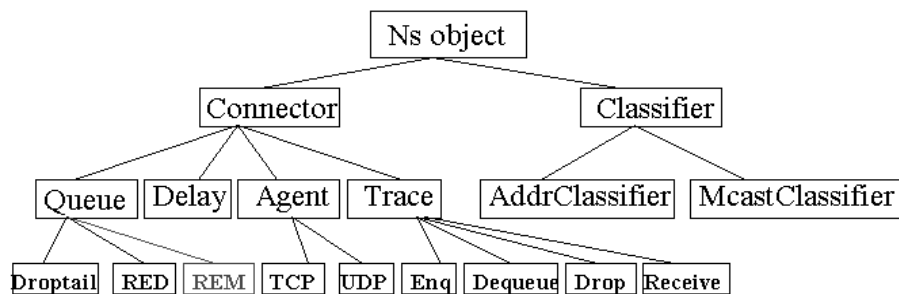 Ns object
Connector Classifier
Queue Delay Agent Trace AddrClassifier McastClassifier
Droptail RED REM TCP UDP Enq Dequeue Drop Receive